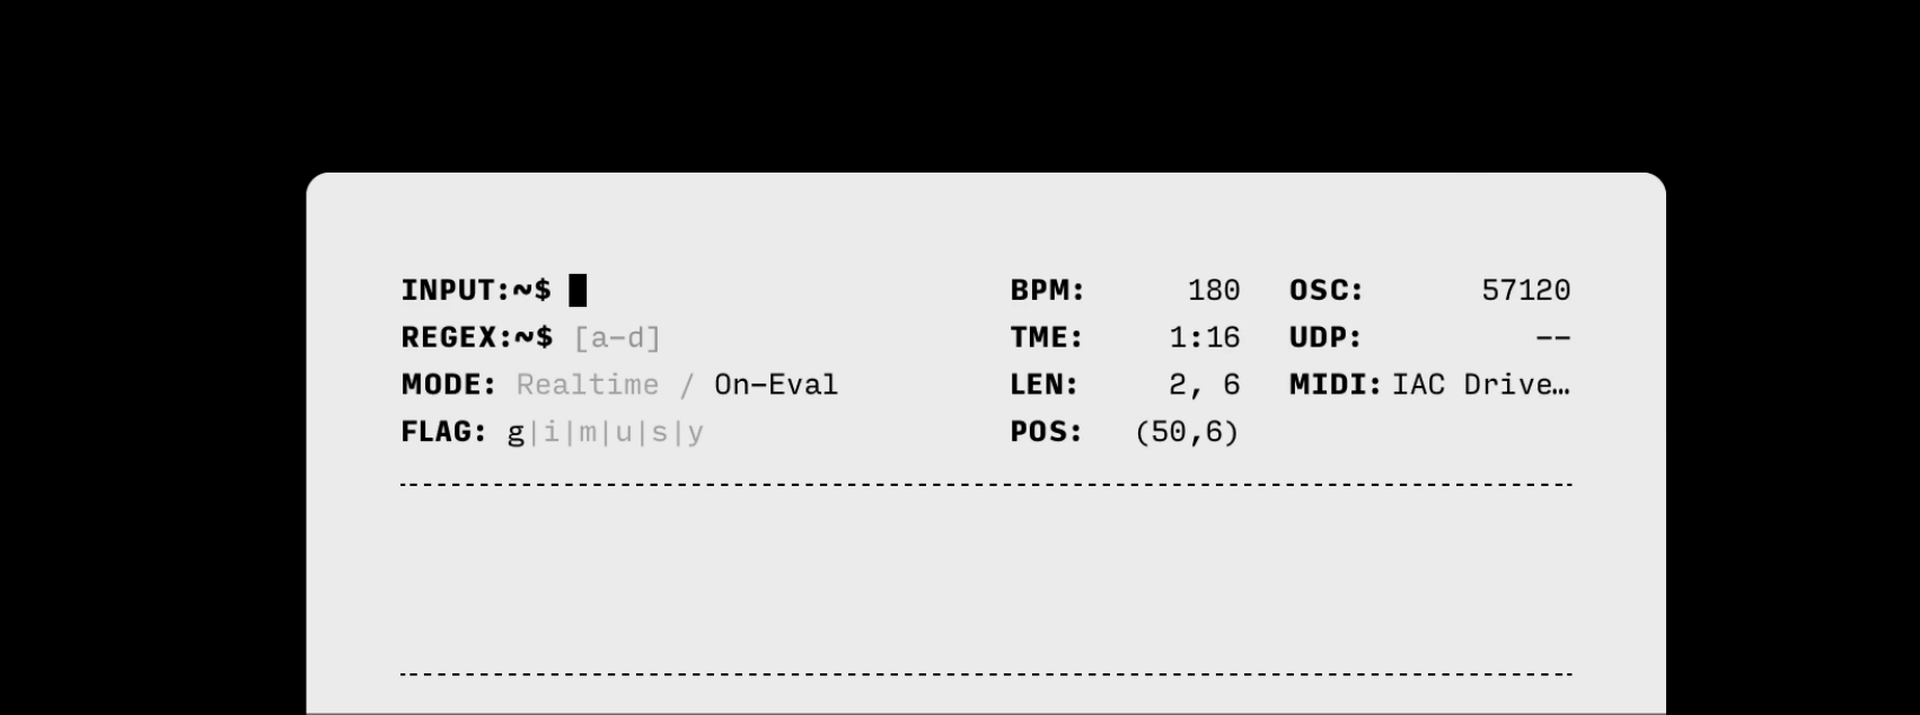 INPUT:~$ BPM: 180 OSC: 57120
REGEX:~$ [a-d] TME: 1:16 UDP: --
MODE: Realtime / On-Eval LEN: 2, 6 MIDI: IAC Drive…
FLAG: g|i|m|u|s|y POS: (50,6)